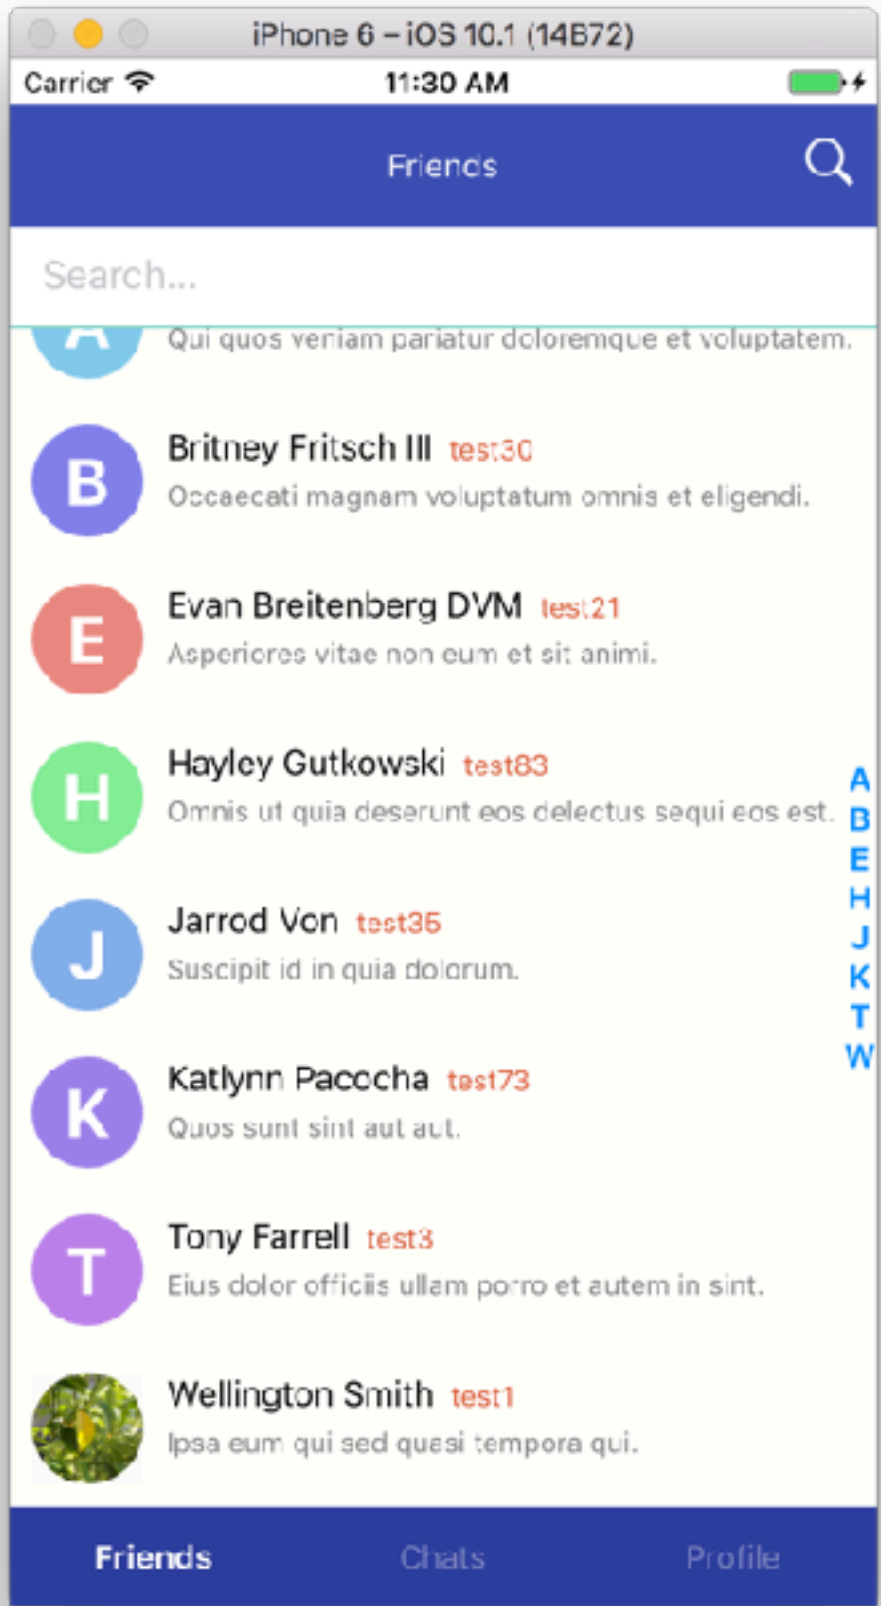 iPhone 6 – iOS 10.1 (14B72)
Carrier 11:30 AM
Friends
Search...
A Qui quos veniam pariatur doloremque et voluptatem.
Britney Fritsch III test30
B
Occaecati magnam voluptatum omnis et eligendi.
Evan Breitenberg DVM test21
E
Asperiores vitae non eum et sit animi.
Hayley Gutkowski test83
H
Omnis ut quia deserunt eos delectus sequi eos est.
Jarrod Von test35
J
Suscipit id in quia dolorum.
Katlynn Pacocha test73
K
Quos sunt sint aut aut.
Tony Farrell test3
T
Eius dolor officiis ullam porro et autem in sint.
Wellington Smith test1
Ipsa eum qui sed quasi tempora qui.
A
B
E
H
J
K
T
W
Friends Chats Profile